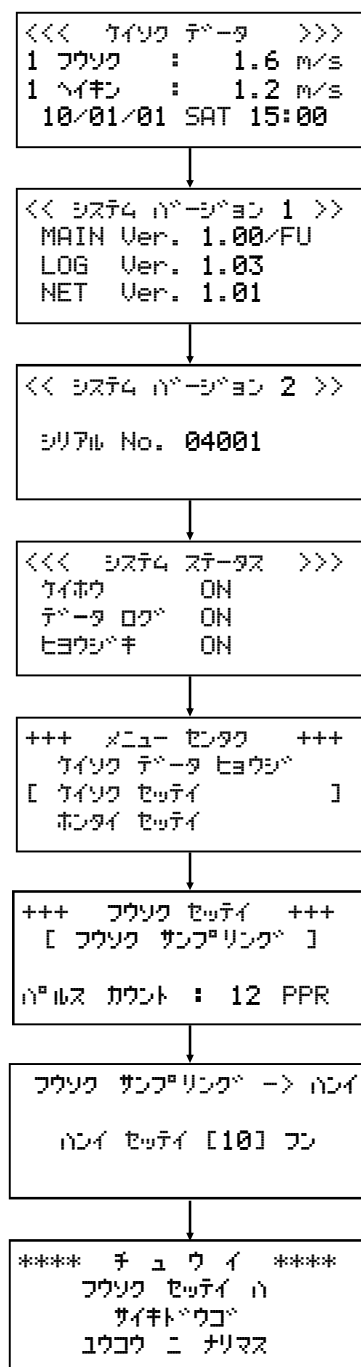 <<< ケイソク データ >>>
1 フウソク : 1.6 m/s
1 ヘイキン : 1.2 m/s
10/01/01 SAT 15:00
<< システム バージョン 1 >>
MAIN Ver. 1.00/FU
LOG Ver. 1.03
NET Ver. 1.01
<< システム バージョン 2 >>
シリアル No. 04001
<<< システム ステータス >>>
ケイホウ ON
データ ログ ON
ヒョウジキ ON
+++ メニュー センタク +++
ケイソク データ ヒョウジ
[ ケイソク セッテイ ]
ホンタイ セッテイ
+++ フウソク セッテイ +++
[ フウソク サンプリング ]
パルス カウント : 12 PPR
フウソク サンプリング -> ハンイ
ハンイ セッテイ [10] フン
**** チ ュ ウ イ ****
フウソク セッテイ ハ
サイキドウゴ
ユウコウ ニ ナリマス